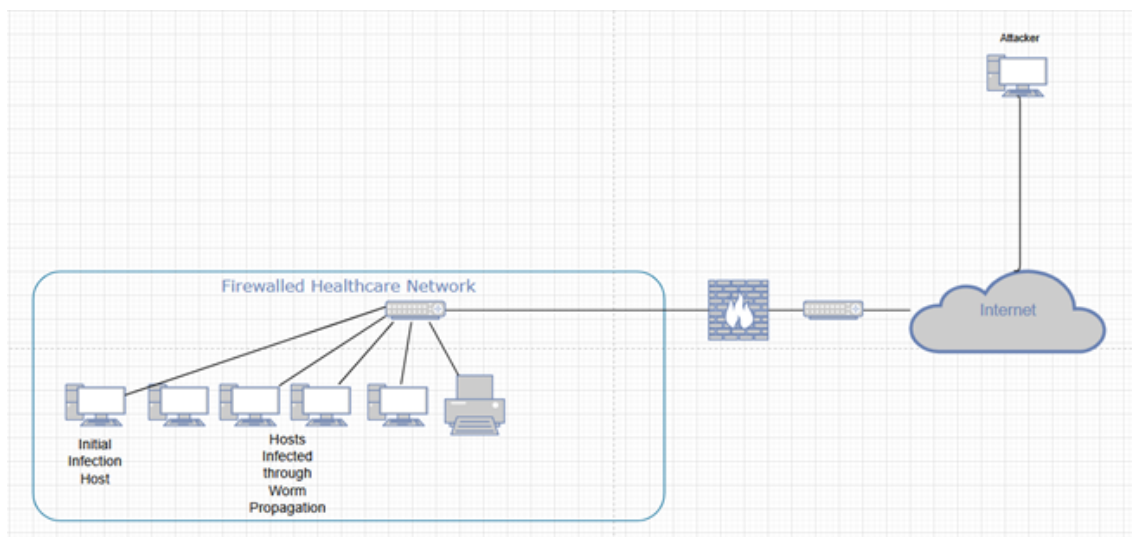 Attacker
Firewalled Healthcare Network
Internet
Initial
Infection
Host
Hosts
Infected
through
Worm
Propagation